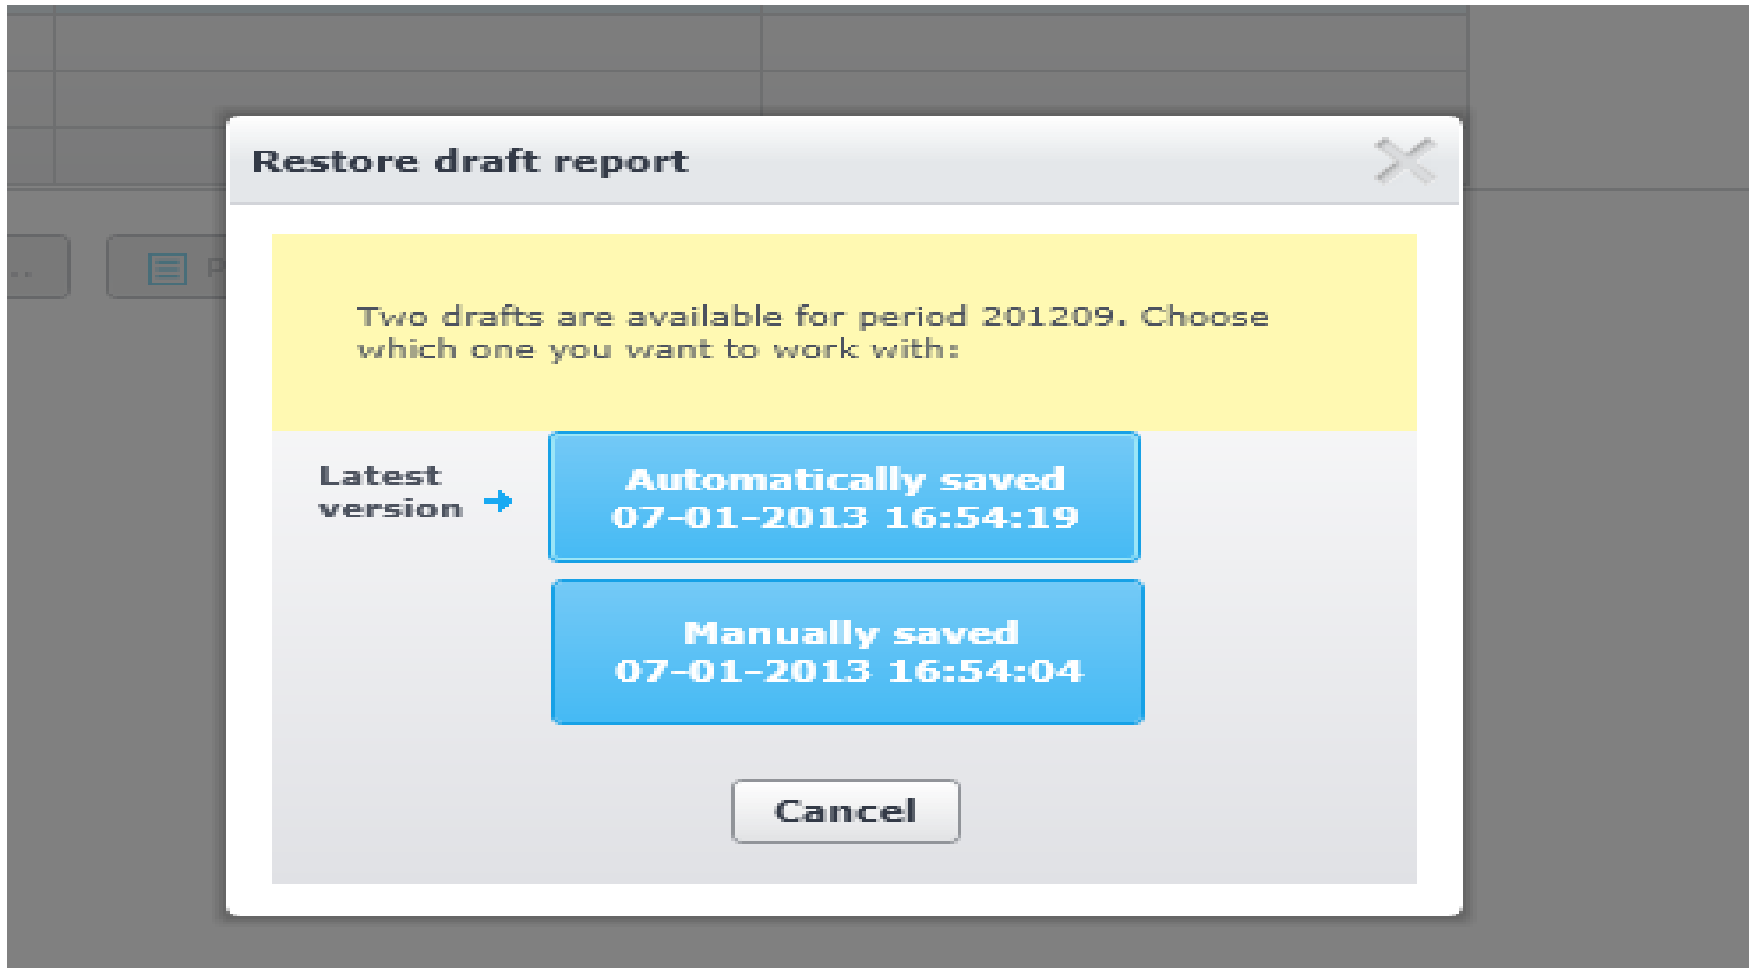 Restore draft report
..
P
Two drafts are available for period 201209. Choose
which one you want to work with:
Latest
version
Automatically saved
07-01-2013 16:54:19
Manually saved
07-01-2013 16:54:04
Cancel